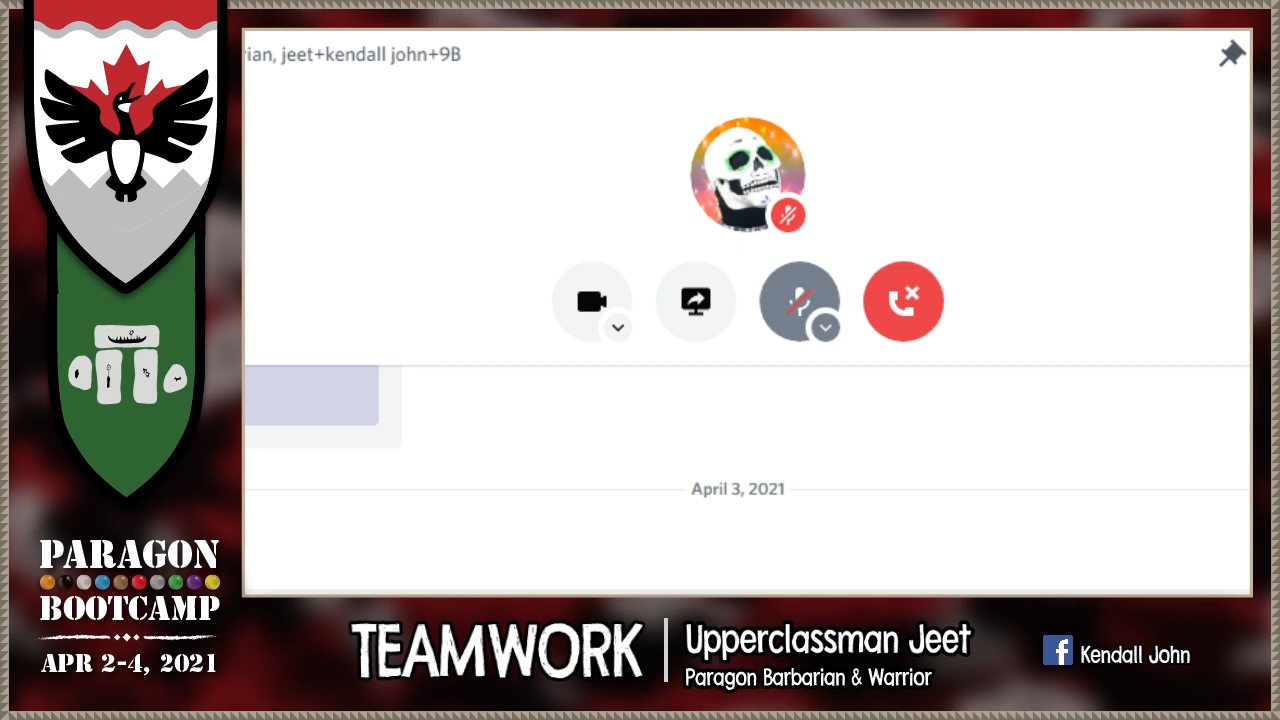 rian, jeet+kendall john+9B
April 3, 2021
PARAGON
BOOTCAMP
APR 2-4, 2021
TEAMWORK
Upperclassman Jeet
Paragon Barbarian & Warrior
f Kendall John